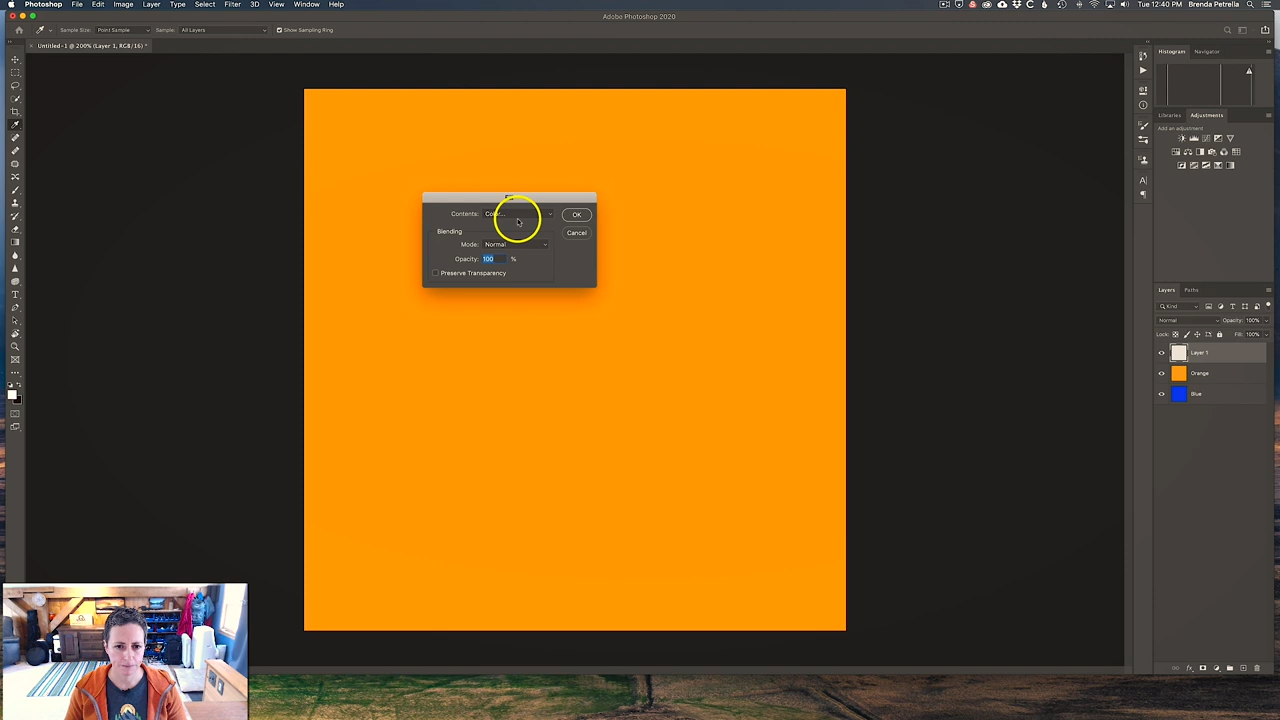 Photoshop File Edit Image Layer Type Select Filter 3D View Window Help Tue 12:40 PM Brenda Petrella
Adobe Photoshop 2020
Sample Size: Point Sample Sample: All Layers Show Sampling Ring
Untitled-1 @ 200% (Layer 1, RGB/16) *
Histogram Navigator
Libraries Adjustments
Add an adjustment
Contents: Color... OK
Blending Cancel
Mode: Normal
Opacity: 100 %
Preserve Transparency
Layers Paths
Kind
Normal Opacity: 100%
Lock: Fill: 100%
Layer 1
Orange
Blue